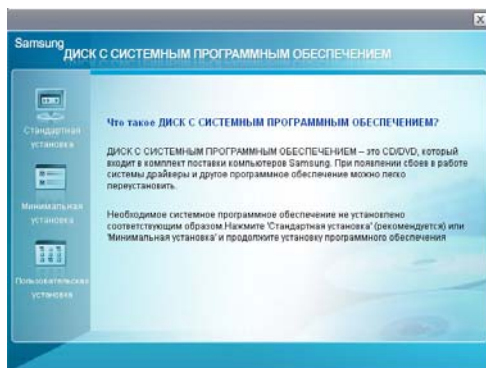 Samsung
ДИСК С СИСТЕМНЫМ ПРОГРАММНЫМ ОБЕСПЕЧЕНИЕМ
Стандартная
установка
Минимальная
установка
Пользовательская
установка
Что такое ДИСК С СИСТЕМНЫМ ПРОГРАММНЫМ ОБЕСПЕЧЕНИЕМ?
ДИСК С СИСТЕМНЫМ ПРОГРАММНЫМ ОБЕСПЕЧЕНИЕМ – это CD/DVD, который
входит в комплект поставки компьютеров Samsung. При появлении сбоев в работе
системы драйверы и другое программное обеспечение можно легко
переустановить.
Необходимое системное программное обеспечение не установлено
соответствующим образом.Нажмите 'Стандартная установка' (рекомендуется) или
'Минимальная установка' и продолжите установку программного обеспечения